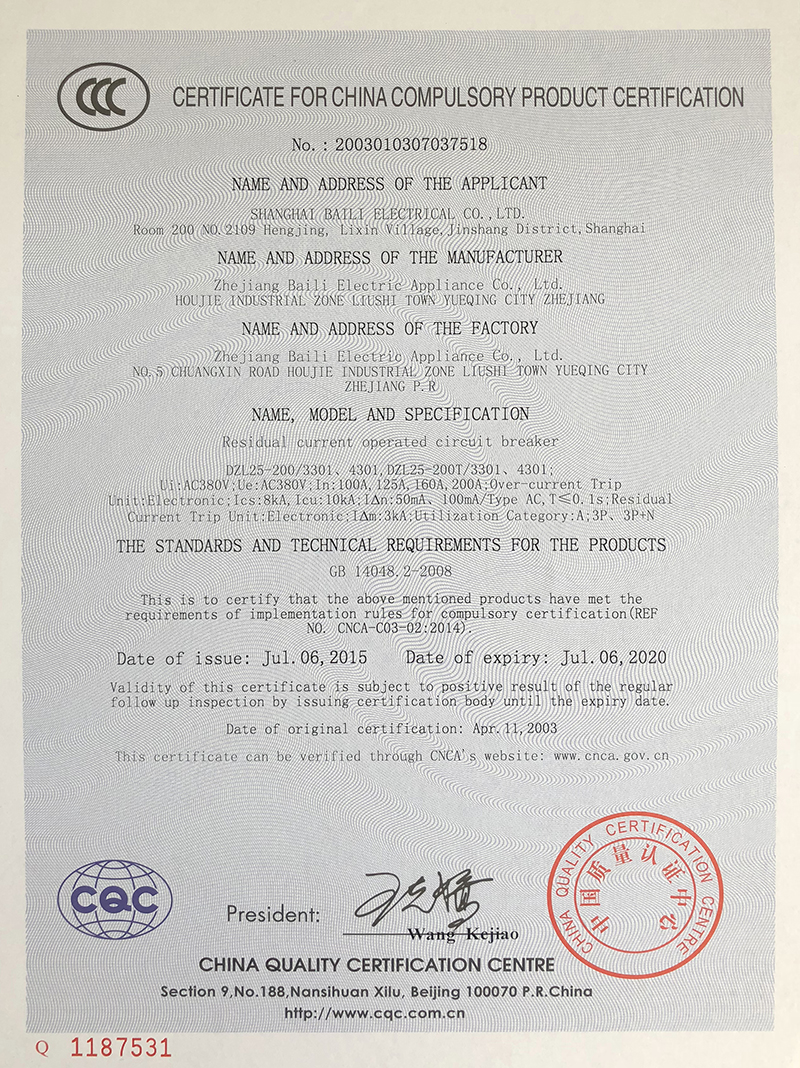 CCC
CERTIFICATE FOR CHINA COMPULSORY PRODUCT CERTIFICATION
No. : 2003010307037518
NAME AND ADDRESS OF THE APPLICANT
SHANGHAI BAILI ELECTRICAL CO.,LTD.
Room 200 NO.2109 Hengjing, Lixin Village,Jinshang District,Shanghai
NAME AND ADDRESS OF THE MANUFACTURER
Zhejiang Baili Electric Appliance Co., Ltd.
HOUJIE INDUSTRIAL ZONE LIUSHI TOWN YUEQING CITY ZHEJIANG
NAME AND ADDRESS OF THE FACTORY
Zhejiang Baili Electric Appliance Co., Ltd.
NO.5 CHUANGXIN ROAD HOUJIE INDUSTRIAL ZONE LIUSHI TOWN YUEQING CITY
ZHEJIANG P.R
NAME, MODEL AND SPECIFICATION
Residual current operated circuit breaker
DZL25-200/3301、4301,DZL25-200T/3301、4301;
Ui:AC380V;Ue:AC380V;In:100A,125A,160A,200A;Over-current Trip
Unit:Electronic;Ics:8kA,Icu:10kA;IΔn:50mA、100mA/Type AC,T≤0.1s;Residual
Current Trip Unit:Electronic;IΔm:3kA;Utilization Category:A;3P、3P+N
THE STANDARDS AND TECHNICAL REQUIREMENTS FOR THE PRODUCTS
GB 14048.2-2008
This is to certify that the above mentioned products have met the
requirements of implementation rules for compulsory certification(REF
NO. CNCA-C03-02:2014).
Date of issue: Jul.06,2015 Date of expiry: Jul.06,2020
Validity of this certificate is subject to positive result of the regular
follow up inspection by issuing certification body until the expiry date.
Date of original certification: Apr.11,2003
This certificate can be verified through CNCA's website: www.cnca.gov.cn
CQC
President:
王克娇
Wang Kejiao
CHINA QUALITY CERTIFICATION CENTRE
中国质量认证中心
CHINA QUALITY CERTIFICATION CENTRE
Section 9,No.188,Nansihuan Xilu, Beijing 100070 P.R.China
http://www.cqc.com.cn
Q 1187531